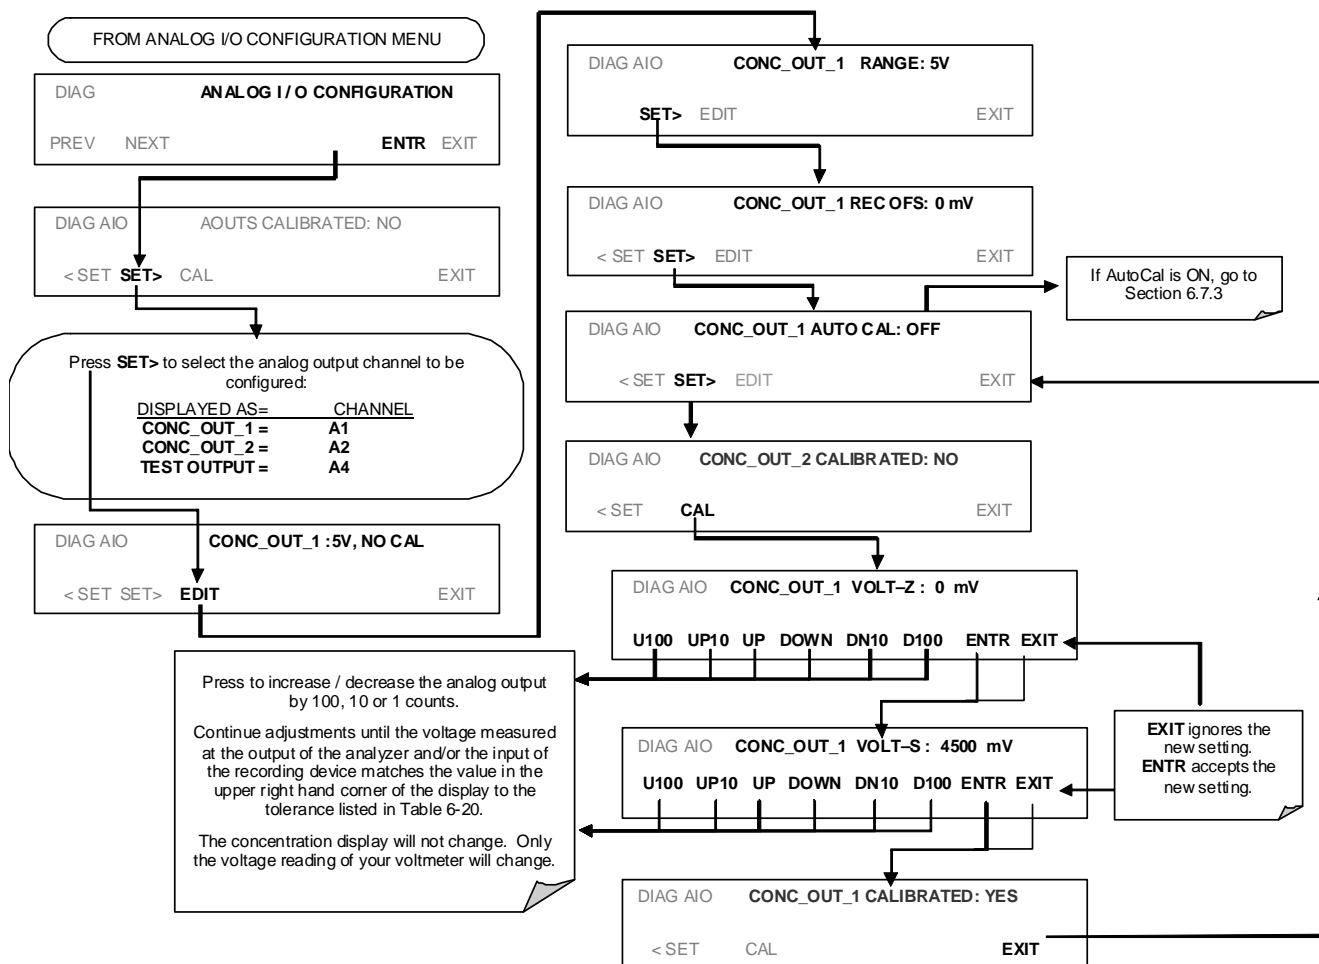 FROM ANALOG I/O CONFIGURATION MENU
DIAG ANALOG I / O CONFIGURATION
PREV NEXT ENTR EXIT
DIAG AIO AOUTS CALIBRATED: NO
< SET SET> CAL EXIT
Press SET> to select the analog output channel to be
configured:
DISPLAYED AS= CHANNEL
CONC_OUT_1 = A1
CONC_OUT_2 = A2
TEST OUTPUT = A4
DIAG AIO CONC_OUT_1 :5V, NO CAL
< SET SET> EDIT EXIT
Press to increase / decrease the analog output
by 100, 10 or 1 counts.
Continue adjustments until the voltage measured
at the output of the analyzer and/or the input of
the recording device matches the value in the
upper right hand corner of the display to the
tolerance listed in Table 6-20.
The concentration display will not change. Only
the voltage reading of your voltmeter will change.
DIAG AIO CONC_OUT_1 RANGE: 5V
SET> EDIT EXIT
DIAG AIO CONC_OUT_1 REC OFS: 0 mV
< SET SET> EDIT EXIT
If AutoCal is ON, go to
Section 6.7.3
DIAG AIO CONC_OUT_1 AUTO CAL: OFF
< SET SET> EDIT EXIT
DIAG AIO CONC_OUT_2 CALIBRATED: NO
< SET CAL EXIT
DIAG AIO CONC_OUT_1 VOLT–Z : 0 mV
U100 UP10 UP DOWN DN10 D100 ENTR EXIT
DIAG AIO CONC_OUT_1 VOLT–S : 4500 mV
U100 UP10 UP DOWN DN10 D100 ENTR EXIT
EXIT ignores the
new setting.
ENTR accepts the
new setting.
DIAG AIO CONC_OUT_1 CALIBRATED: YES
< SET CAL EXIT